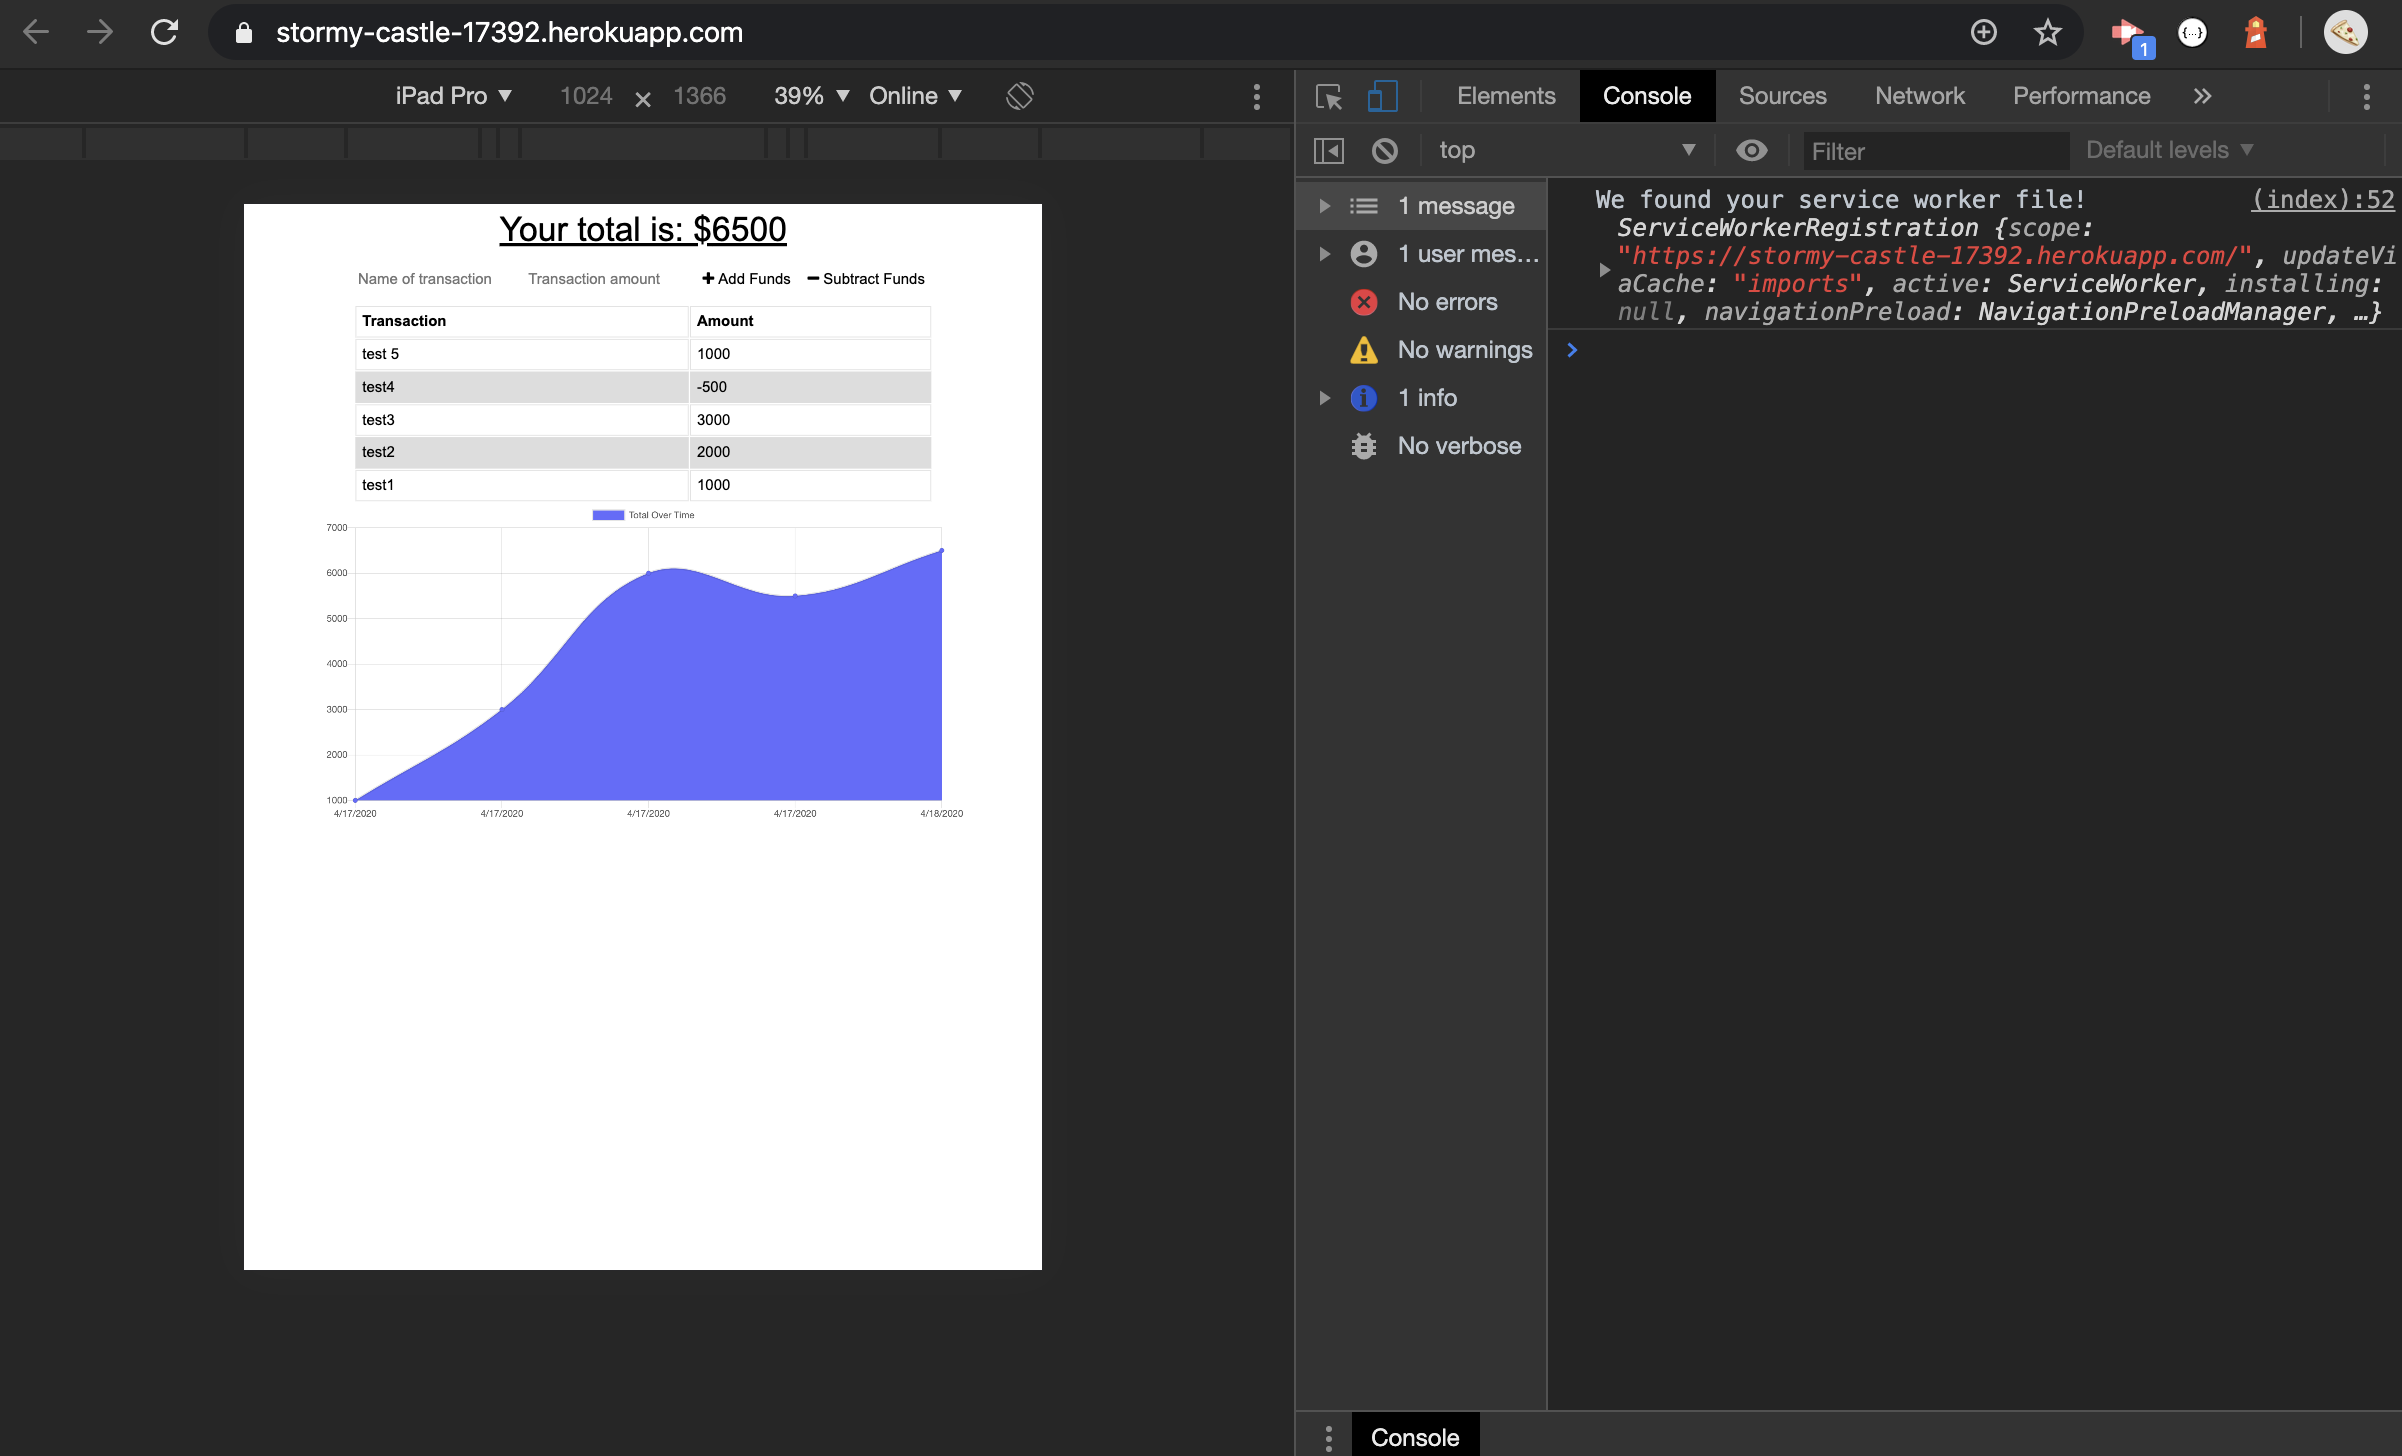 stormy-castle-17392.herokuapp.com
1
iPad Pro ▼ 1024 × 1366 39% ▼ Online ▼
Elements Console Sources Network Performance »
top ▼ Filter Default levels ▼
Your total is: $6500
Name of transaction Transaction amount + Add Funds − Subtract Funds
Transaction Amount
test 5 1000
test4 -500
test3 3000
test2 2000
test1 1000
Total Over Time
7000
6000
5000
4000
3000
2000
1000
4/17/2020 4/17/2020 4/17/2020 4/17/2020 4/18/2020
1 message
1 user mes…
No errors
No warnings
1 info
No verbose
We found your service worker file! (index):52
ServiceWorkerRegistration {scope:
"https://stormy-castle-17392.herokuapp.com/", updateVi
aCache: "imports", active: ServiceWorker, installing:
null, navigationPreload: NavigationPreloadManager, …}
Console